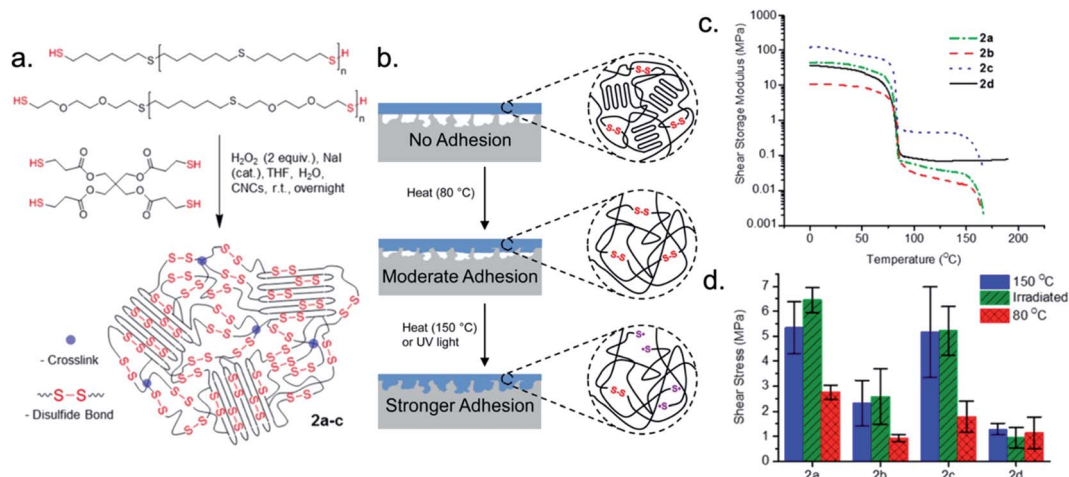 a.
HS
S
S
S
H
n
HS
O
O
S
S
O
O
S
H
n
HS
O
O
O
O
SH
HS
O
O
O
O
SH
H₂O₂ (2 equiv.), NaI
(cat.), THF, H₂O,
CNCs, r.t., overnight
- Crosslink
S–S
- Disulfide Bond
2a-c
b.
No Adhesion
S-S
S-S
S-S
Heat (80 °C)
Moderate Adhesion
S-S
S-S
S-S
Heat (150 °C)
or UV light
Stronger Adhesion
S•
•S
S-S
S•
•S
c.
Shear Storage Modulus (MPa)
1000
100
10
1
0.1
0.01
0.001
0
50
100
150
200
Temperature (°C)
2a
2b
2c
2d
d.
Shear Stress (MPa)
7
6
5
4
3
2
1
0
150 °C
Irradiated
80 °C
2a
2b
2c
2d